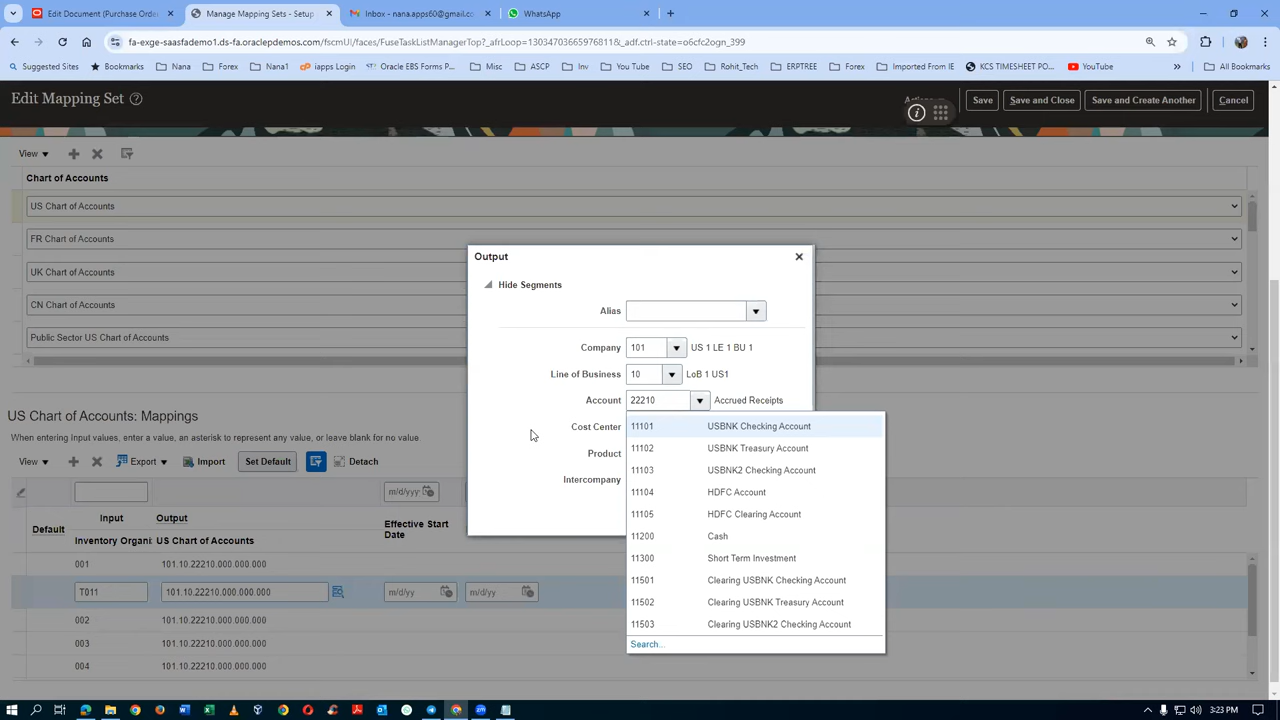 Edit Document (Purchase Order
Manage Mapping Sets - Setup
Inbox - nana.apps60@gmail.c
WhatsApp
fa-exge-saasfademo1.ds-fa.oraclepdemos.com/fscmUI/faces/FuseTaskListManagerTop?_afrLoop=13034703665976811&_adf.ctrl-state=o6cfc2ogn_399
Suggested Sites
Bookmarks
Nana
Forex
Nana1
iapps Login
Oracle EBS Forms P...
Misc
ASCP
Inv
You Tube
SEO
Rohit_Tech
ERPTREE
Forex
Imported From IE
KCS TIMESHEET PO...
YouTube
All Bookmarks
Edit Mapping Set
Save
Save and Close
Save and Create Another
Cancel
View
Chart of Accounts
US Chart of Accounts
FR Chart of Accounts
UK Chart of Accounts
CN Chart of Accounts
Public Sector US Chart of Accounts
Output
Hide Segments
Alias
Company 101 US 1 LE 1 BU 1
Line of Business 10 LoB 1 US1
Account 22210 Accrued Receipts
Cost Center
Product
Intercompany
11101 USBNK Checking Account
11102 USBNK Treasury Account
11103 USBNK2 Checking Account
11104 HDFC Account
11105 HDFC Clearing Account
11200 Cash
11300 Short Term Investment
11501 Clearing USBNK Checking Account
11502 Clearing USBNK Treasury Account
11503 Clearing USBNK2 Checking Account
Search...
US Chart of Accounts: Mappings
When entering Input values, enter a value, an asterisk to represent any value, or leave blank for no value.
View
Export
Import
Set Default
Detach
m/d/yyy
Default
Input
Output
Effective Start Date
Inventory Organi
US Chart of Accounts
T001 101.10.22210.000.000.000
T011 101.10.22210.000.000.000 m/d/yy m/d/yy
002 101.10.22210.000.000.000
003 101.10.22210.000.000.000
004 101.10.22210.000.000.000
3:23 PM